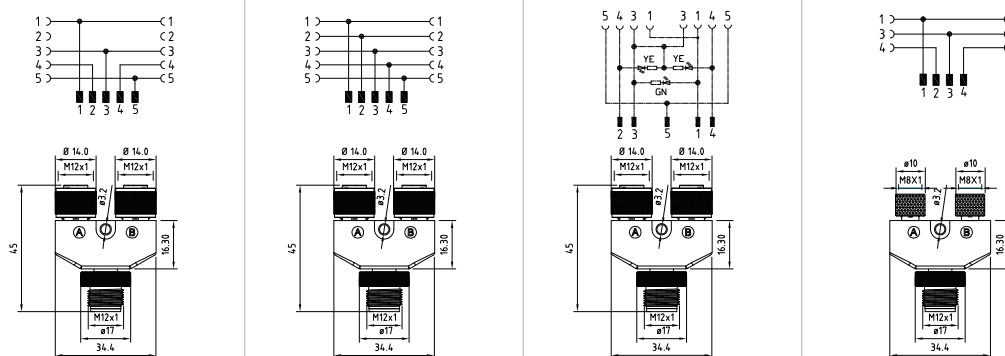 1 1
2 2
3 3
4 4
5 5
1 2 3 4 5
Ø 14.0 Ø 14.0
M12x1 M12x1
ø3.2
A B
45
16.30
M12x1
ø17
34.4
1 1
2 2
3 3
4 4
5 5
1 2 3 4 5
Ø 14.0 Ø 14.0
M12x1 M12x1
ø3.2
A B
45
16.30
M12x1
ø17
34.4
5 4 3 1 3 1 4 5
YE YE
GN
2 3 5 1 4
Ø 14.0 Ø 14.0
M12x1 M12x1
ø3.2
A B
45
16.30
M12x1
ø17
34.4
1
3
4
1 3 4
ø10 ø10
M8X1 M8X1
ø3.2
A B
16.30
M12x1
ø17
34.4